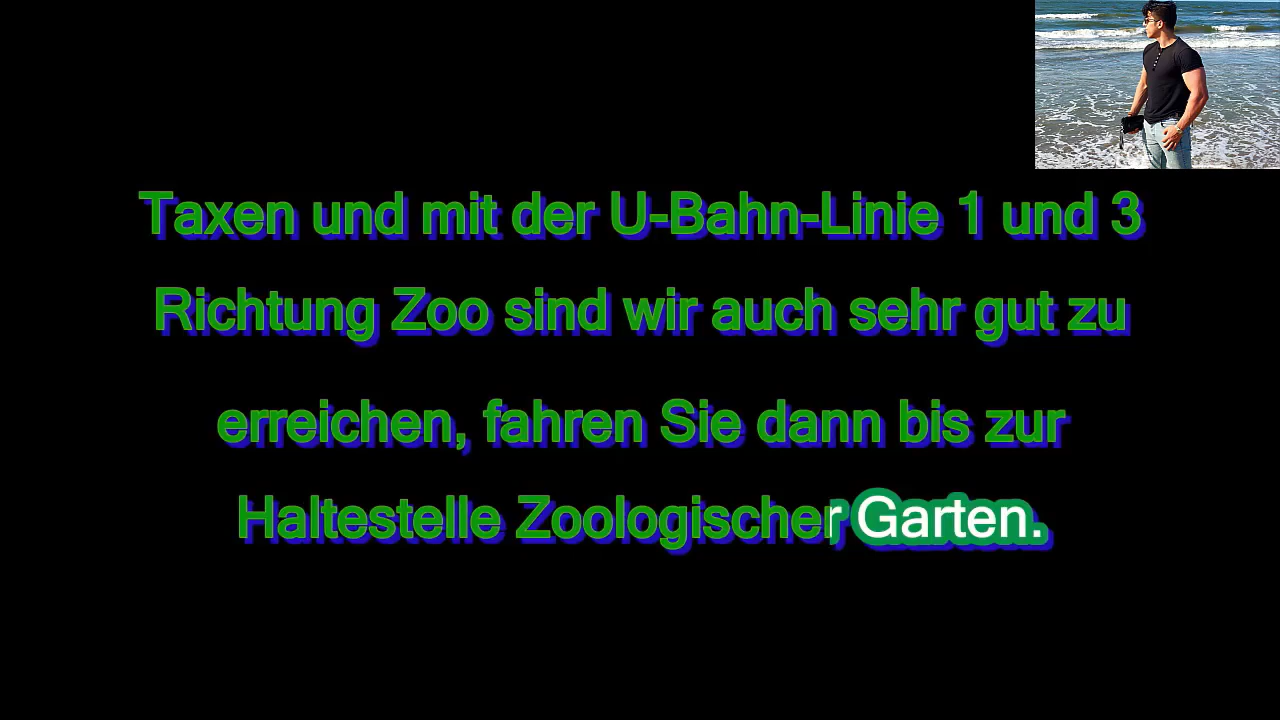 Taxen und mit der U-Bahn-Linie 1 und 3
Richtung Zoo sind wir auch sehr gut zu
erreichen, fahren Sie dann bis zur
Haltestelle Zoologischer Garten.